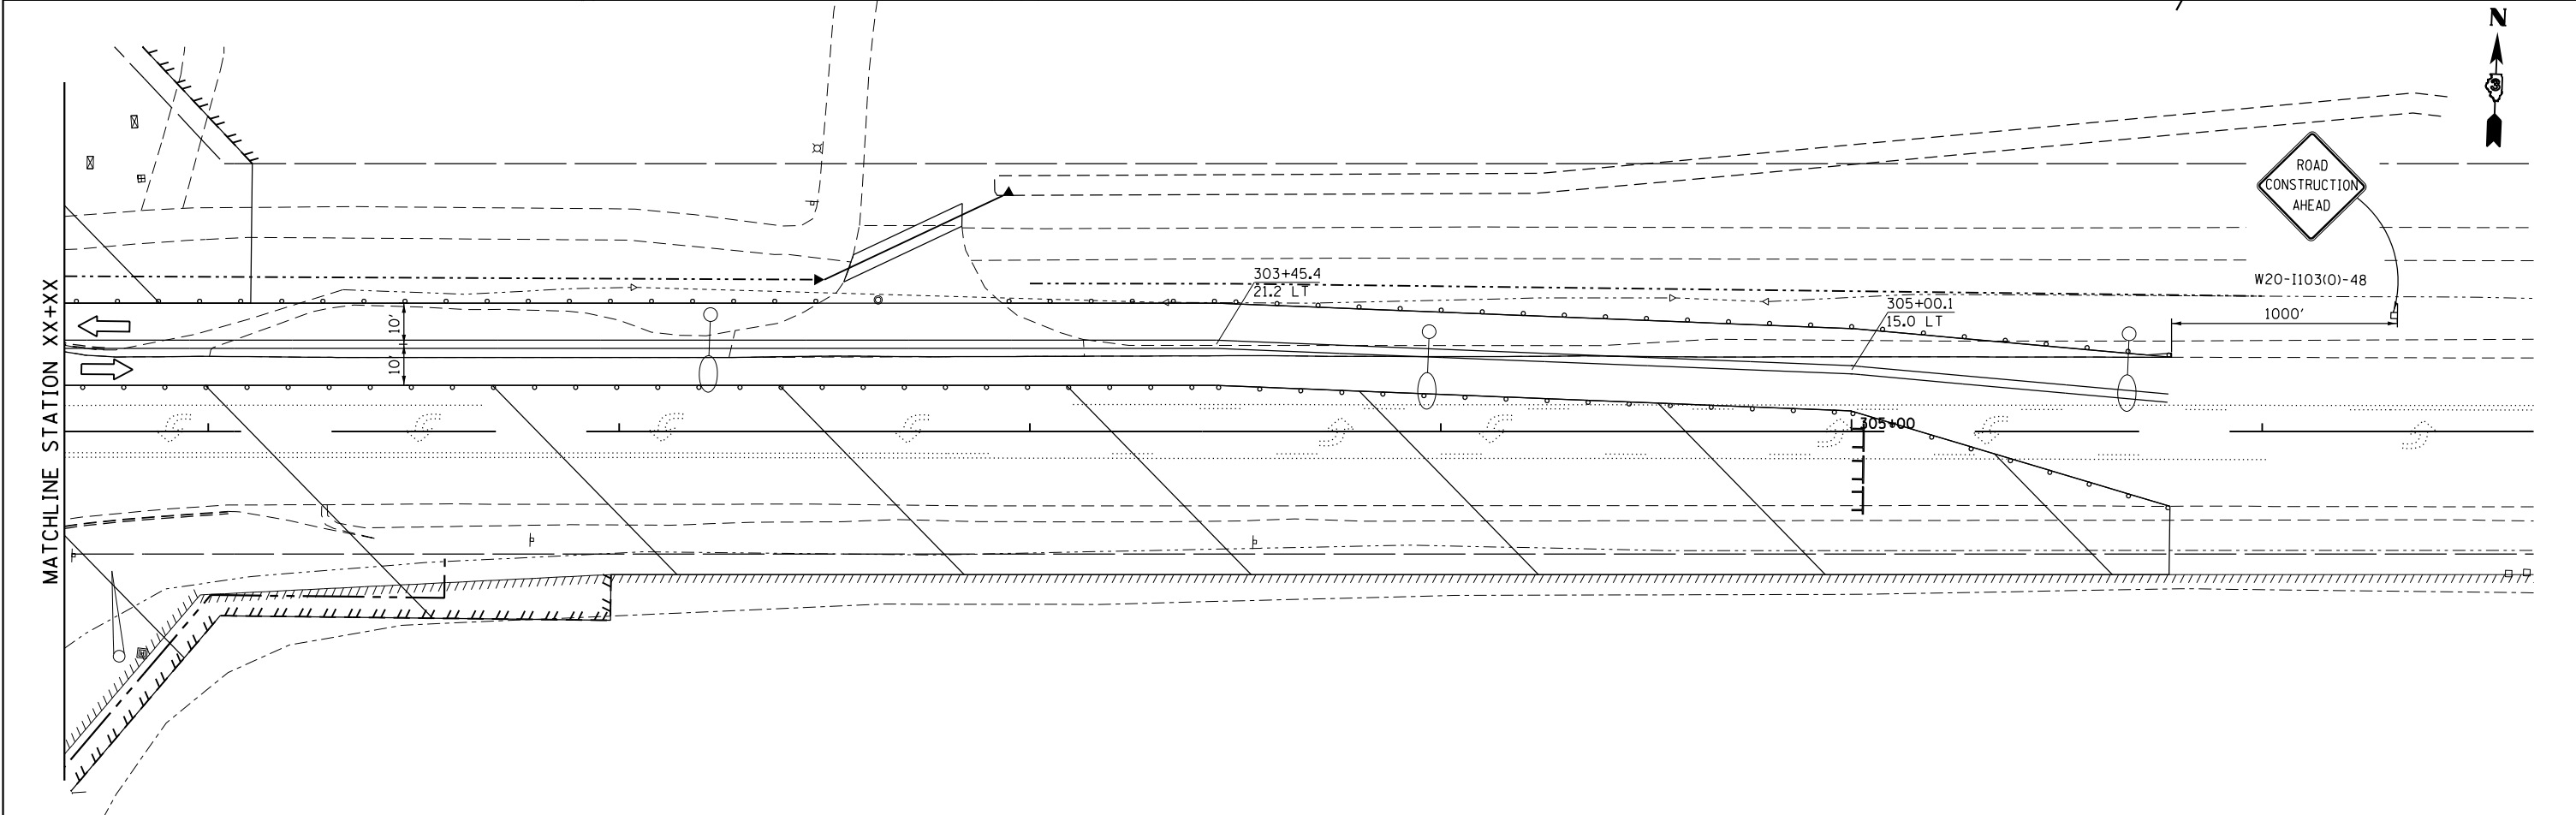 N
3
ROAD
CONSTRUCTION
AHEAD
W20-I103(O)-48
1000'
303+45.4
21.2 LT
305+00.1
15.0 LT
10'
10'
305+00
MATCHLINE STATION XX+XX